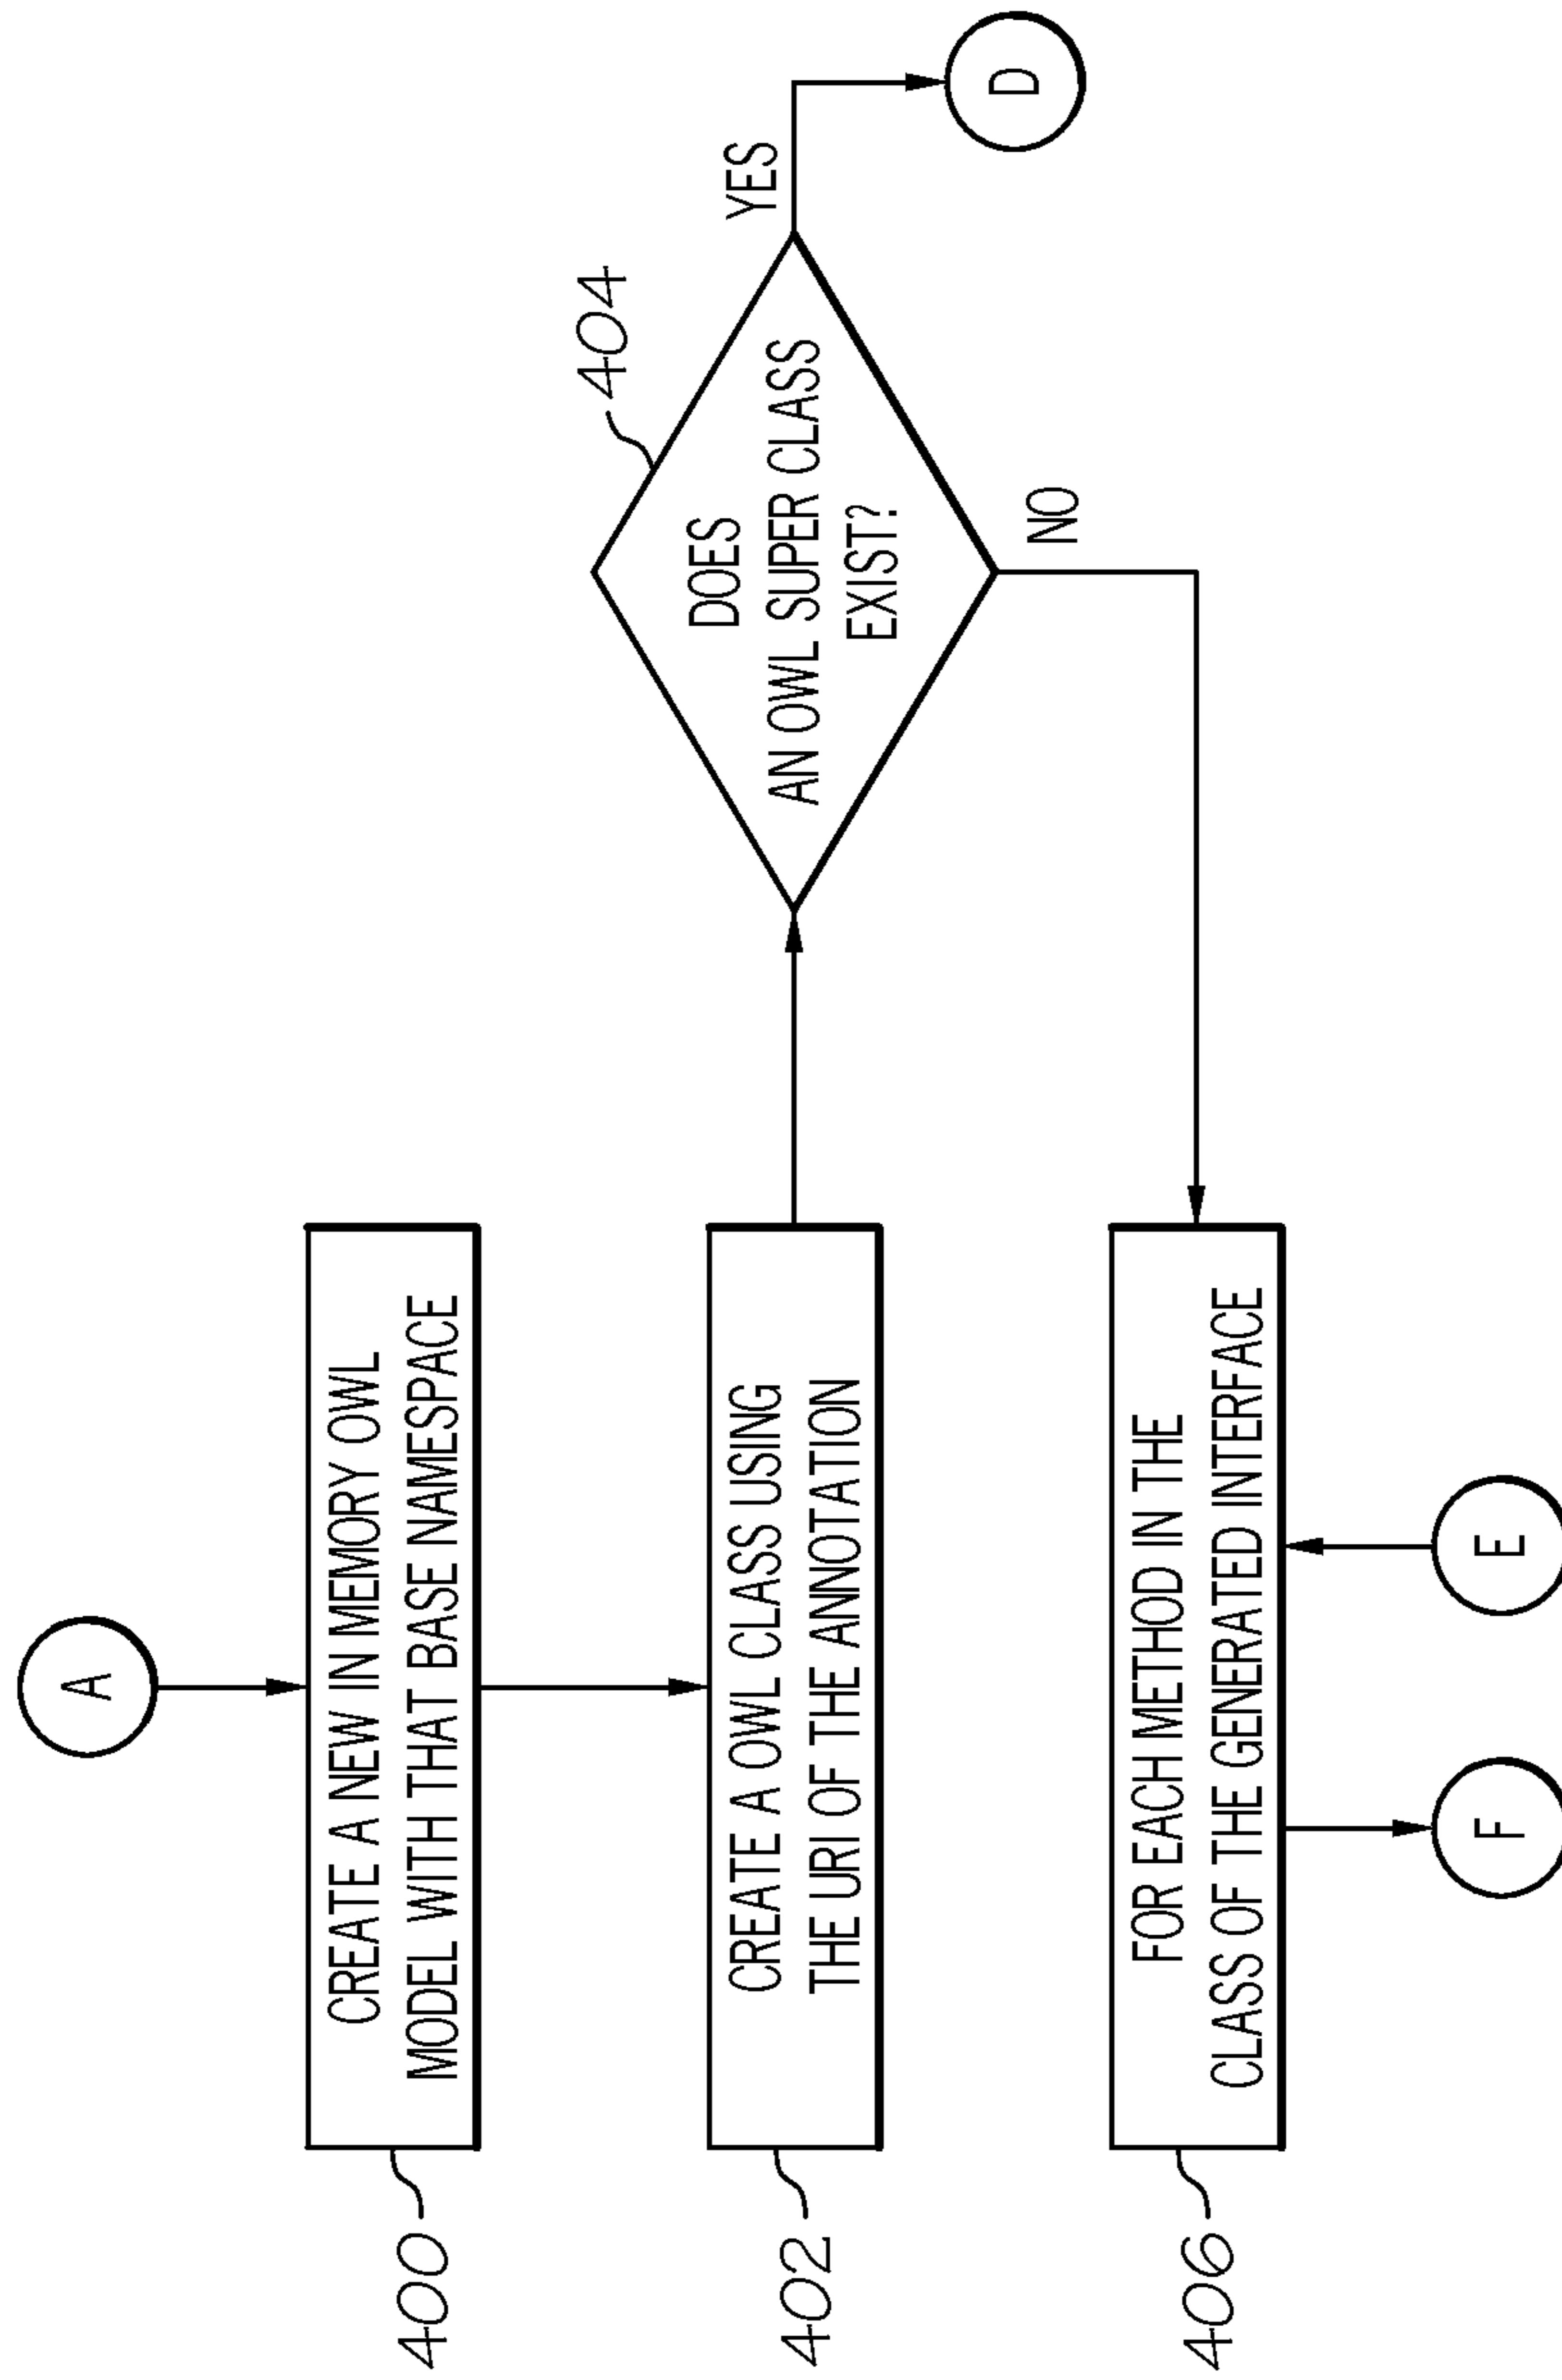 A
CREATE A NEW IN MEMORY OWL
MODEL WITH THAT BASE NAMESPACE
400
CREATE A OWL CLASS USING
THE URI OF THE ANNOTATION
402
DOES
AN OWL SUPER CLASS
EXIST?
404
YES
D
NO
FOR EACH METHOD IN THE
CLASS OF THE GENERATED INTERFACE
406
F
E